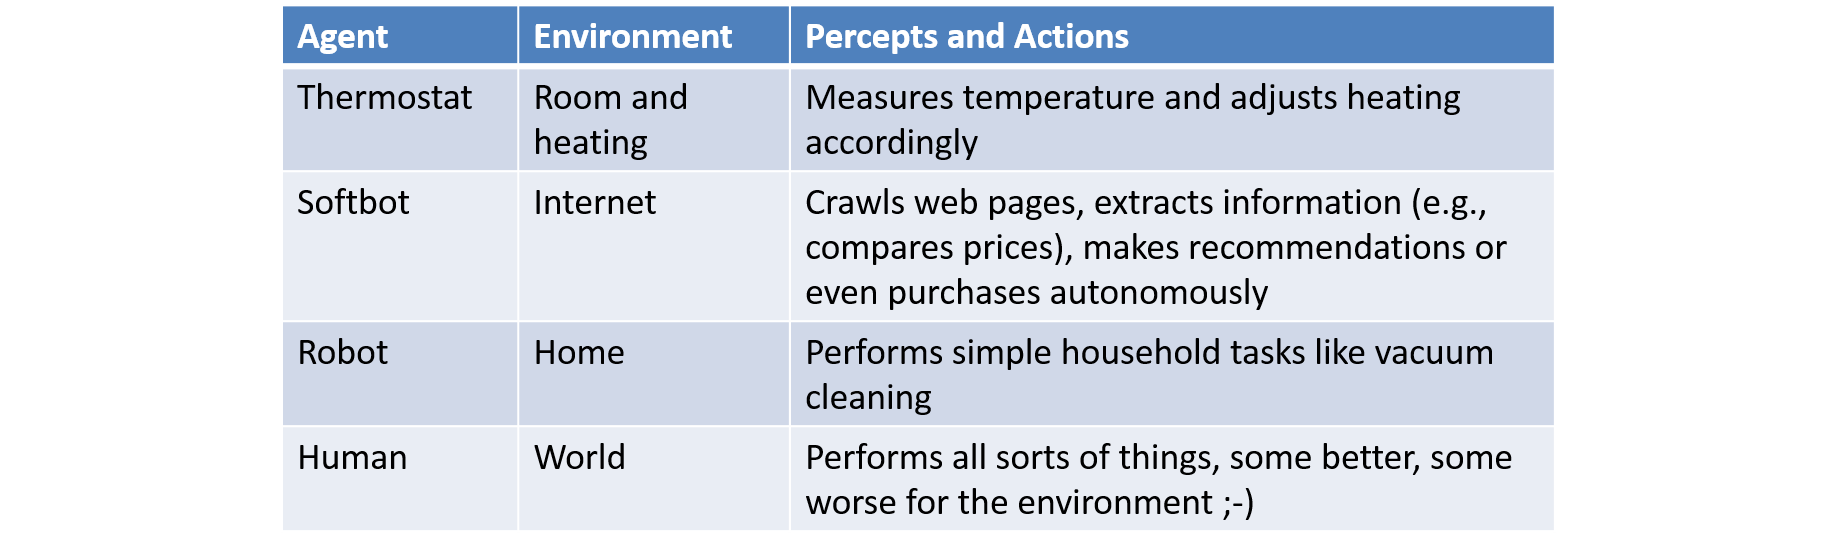 Agent Environment Percepts and Actions
Thermostat Room and heating Measures temperature and adjusts heating accordingly
Softbot Internet Crawls web pages, extracts information (e.g., compares prices), makes recommendations or even purchases autonomously
Robot Home Performs simple household tasks like vacuum cleaning
Human World Performs all sorts of things, some better, some worse for the environment ;-)